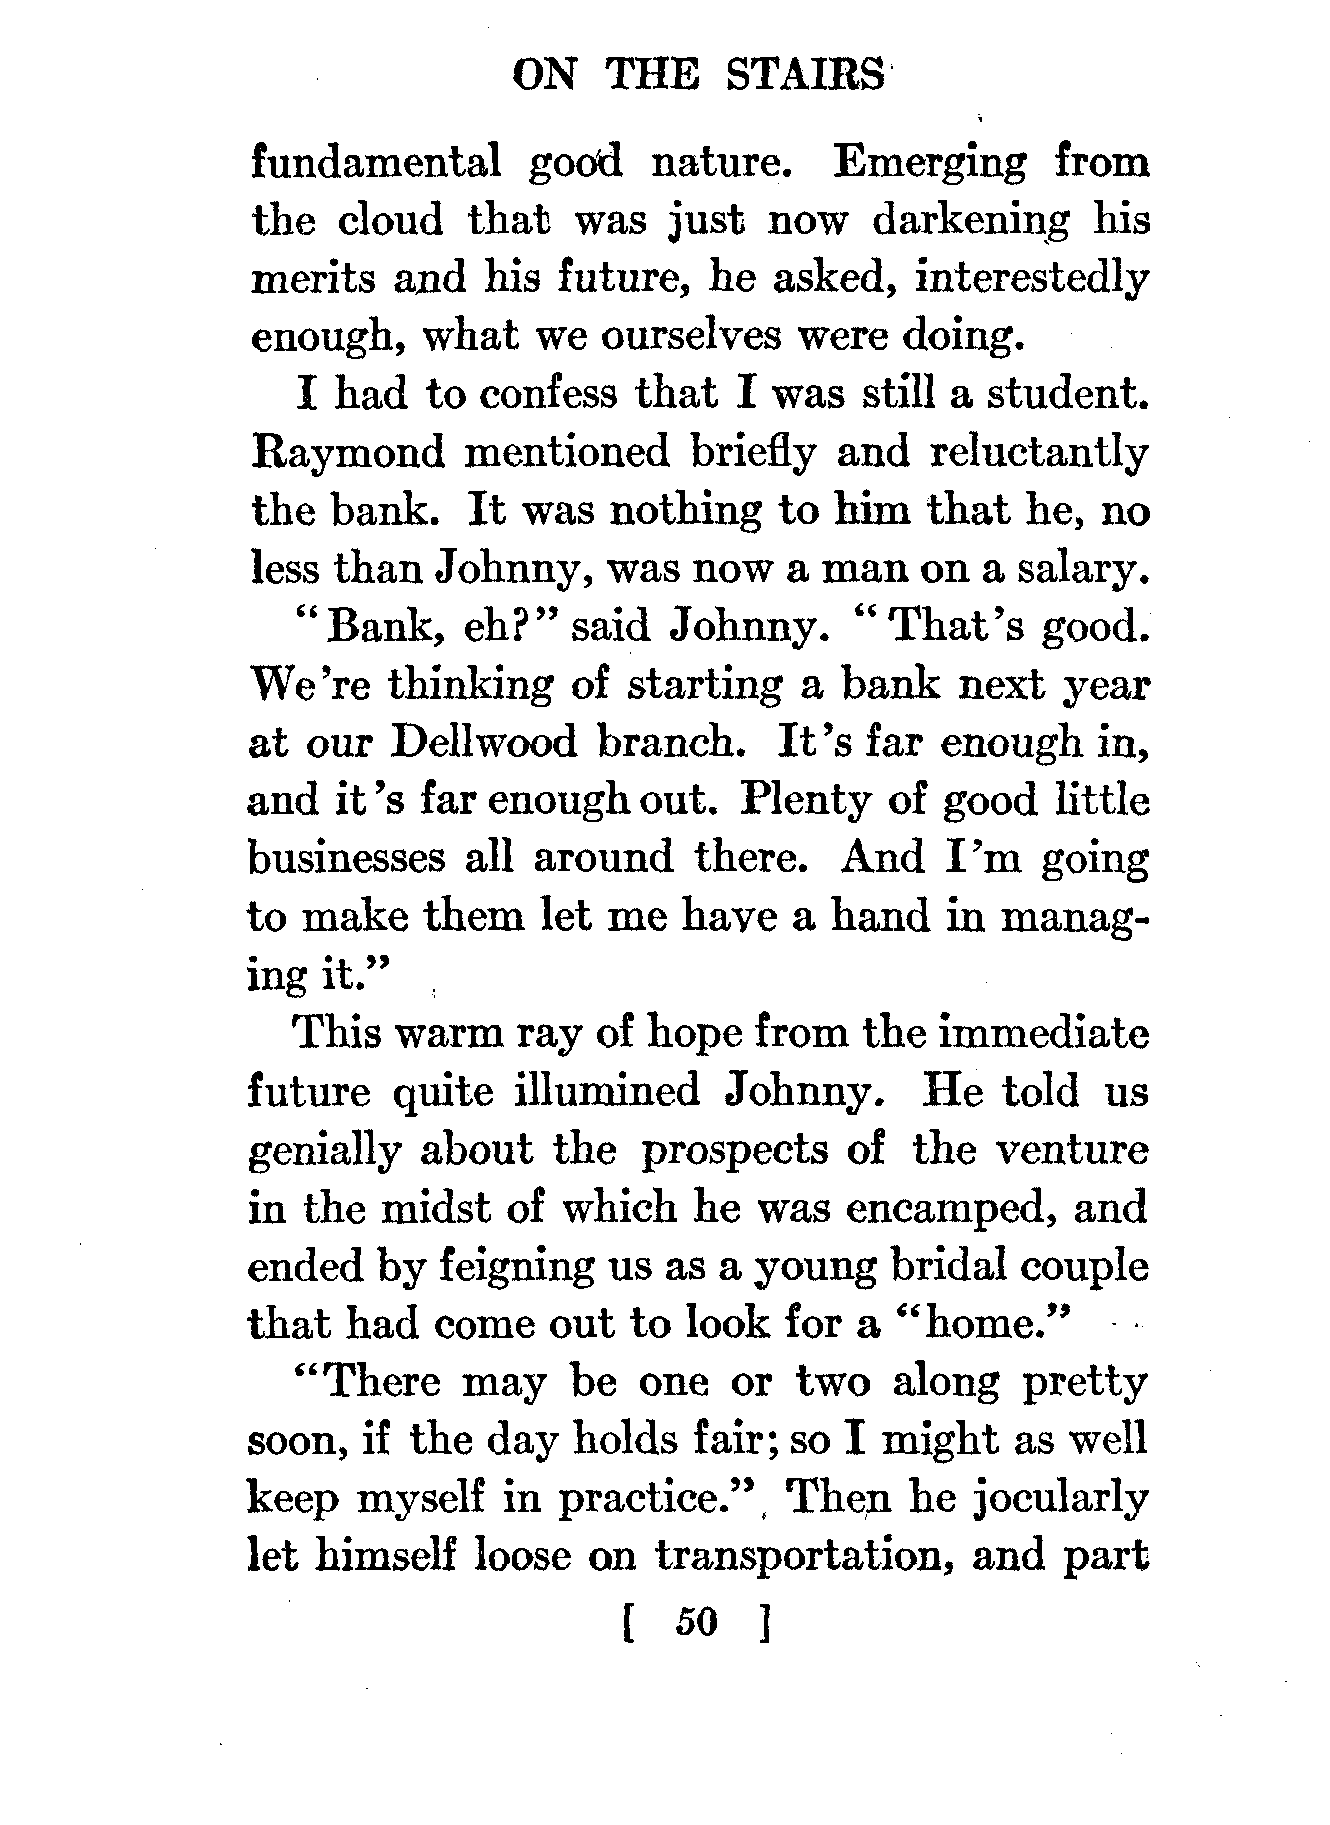 ON THE STAIRS
fundamental good nature. Emerging from
the cloud that was just now darkening his
merits and his future, he asked, interestedly
enough, what we ourselves were doing.
I had to confess that I was still a student.
Raymond mentioned briefly and reluctantly
the bank. It was nothing to him that he, no
less than Johnny, was now a man on a salary.
“Bank, eh?” said Johnny. “That’s good.
We’re thinking of starting a bank next year
at our Dellwood branch. It’s far enough in,
and it’s far enough out. Plenty of good little
businesses all around there. And I’m going
to make them let me have a hand in manag-
ing it.”
This warm ray of hope from the immediate
future quite illumined Johnny. He told us
genially about the prospects of the venture
in the midst of which he was encamped, and
ended by feigning us as a young bridal couple
that had come out to look for a “home.”
“There may be one or two along pretty
soon, if the day holds fair; so I might as well
keep myself in practice.” Then he jocularly
let himself loose on transportation, and part
[ 50 ]